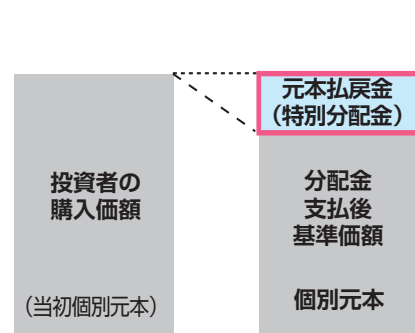 元本払戻金
（特別分配金）
投資者の
購入価額
（当初個別元本）
分配金
支払後
基準価額
個別元本